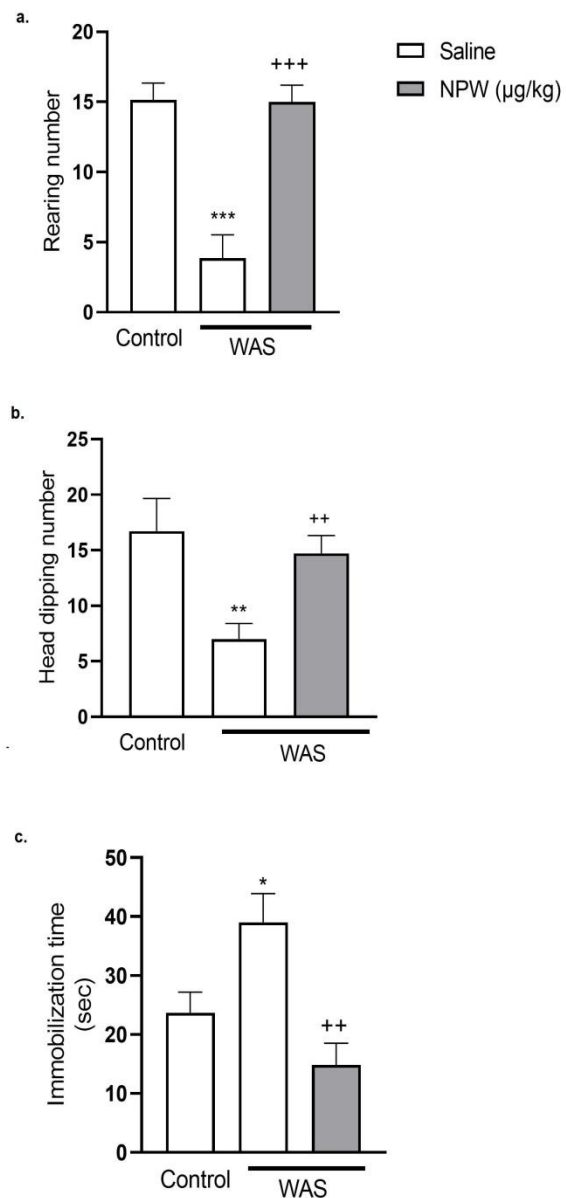 a.
Rearing number
20
15
10
5
0
***
+++
Control
WAS
Saline
NPW (µg/kg)
b.
Head dipping number
25
20
15
10
5
0
**
++
Control
WAS
c.
Immobilization time
(sec)
50
40
30
20
10
0
*
++
Control
WAS